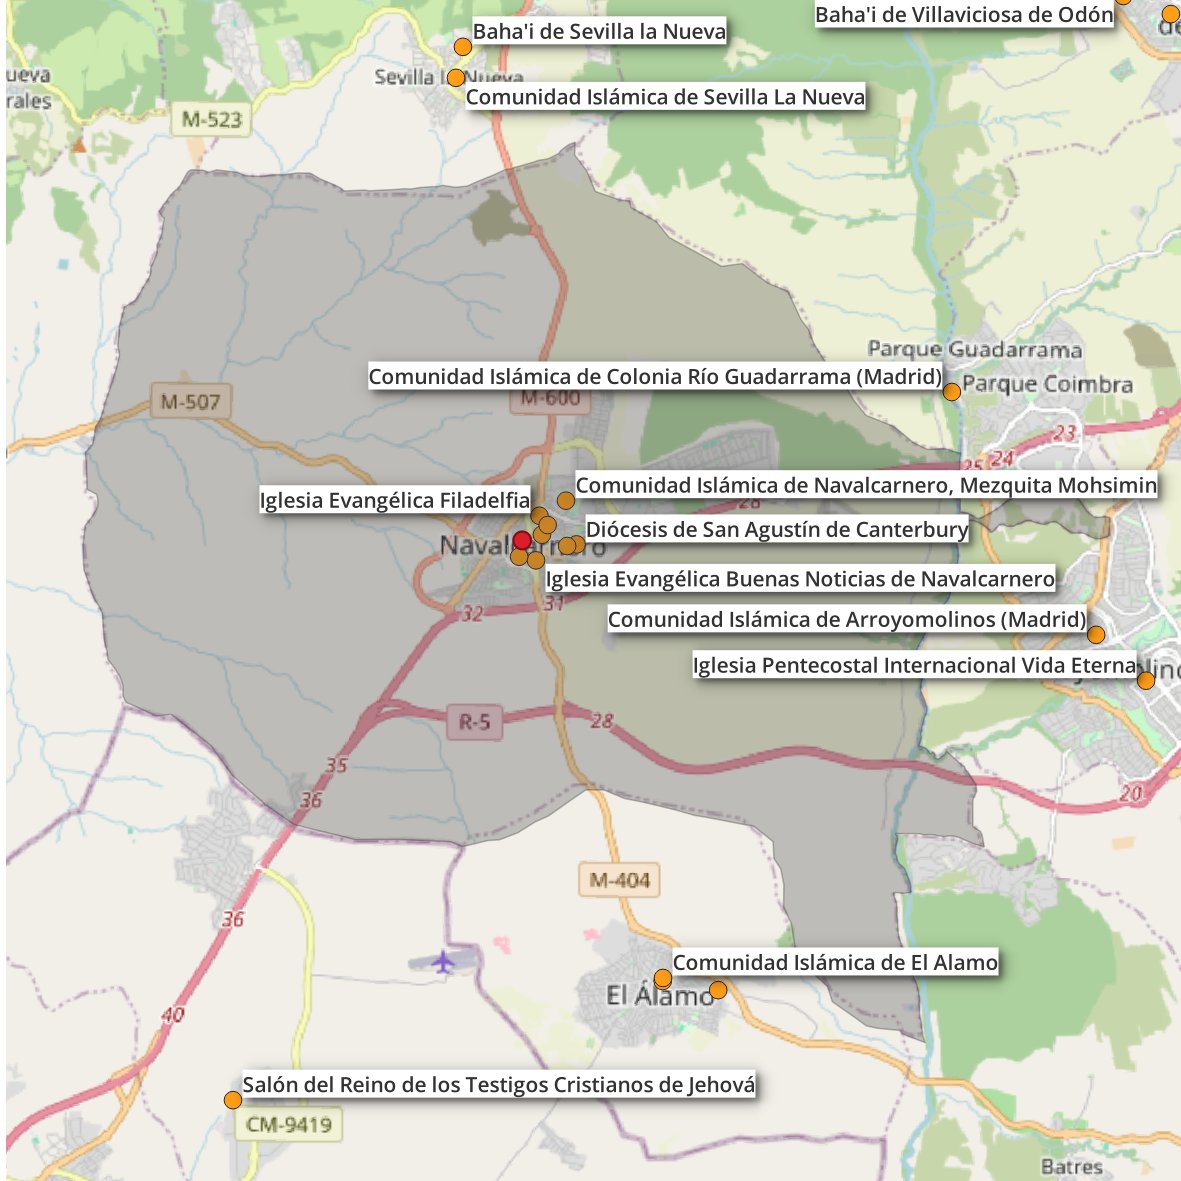 Baha'i de Villaviciosa de Odón
de
Baha'i de Sevilla la Nueva
ueva
rales
Sevilla la Nueva
Comunidad Islámica de Sevilla La Nueva
M-523
Parque Guadarrama
Comunidad Islámica de Colonia Río Guadarrama (Madrid)
Parque Coimbra
M-507
M-600
23
24
25
Comunidad Islámica de Navalcarnero, Mezquita Mohsimin
Iglesia Evangélica Filadelfia
28
Diócesis de San Agustín de Canterbury
Navalcarnero
Iglesia Evangélica Buenas Noticias de Navalcarnero
31
32
Comunidad Islámica de Arroyomolinos (Madrid)
Iglesia Pentecostal Internacional Vida Eterna
R-5
28
35
36
20
M-404
36
Comunidad Islámica de El Alamo
El Álamo
40
Salón del Reino de los Testigos Cristianos de Jehová
CM-9419
Batres